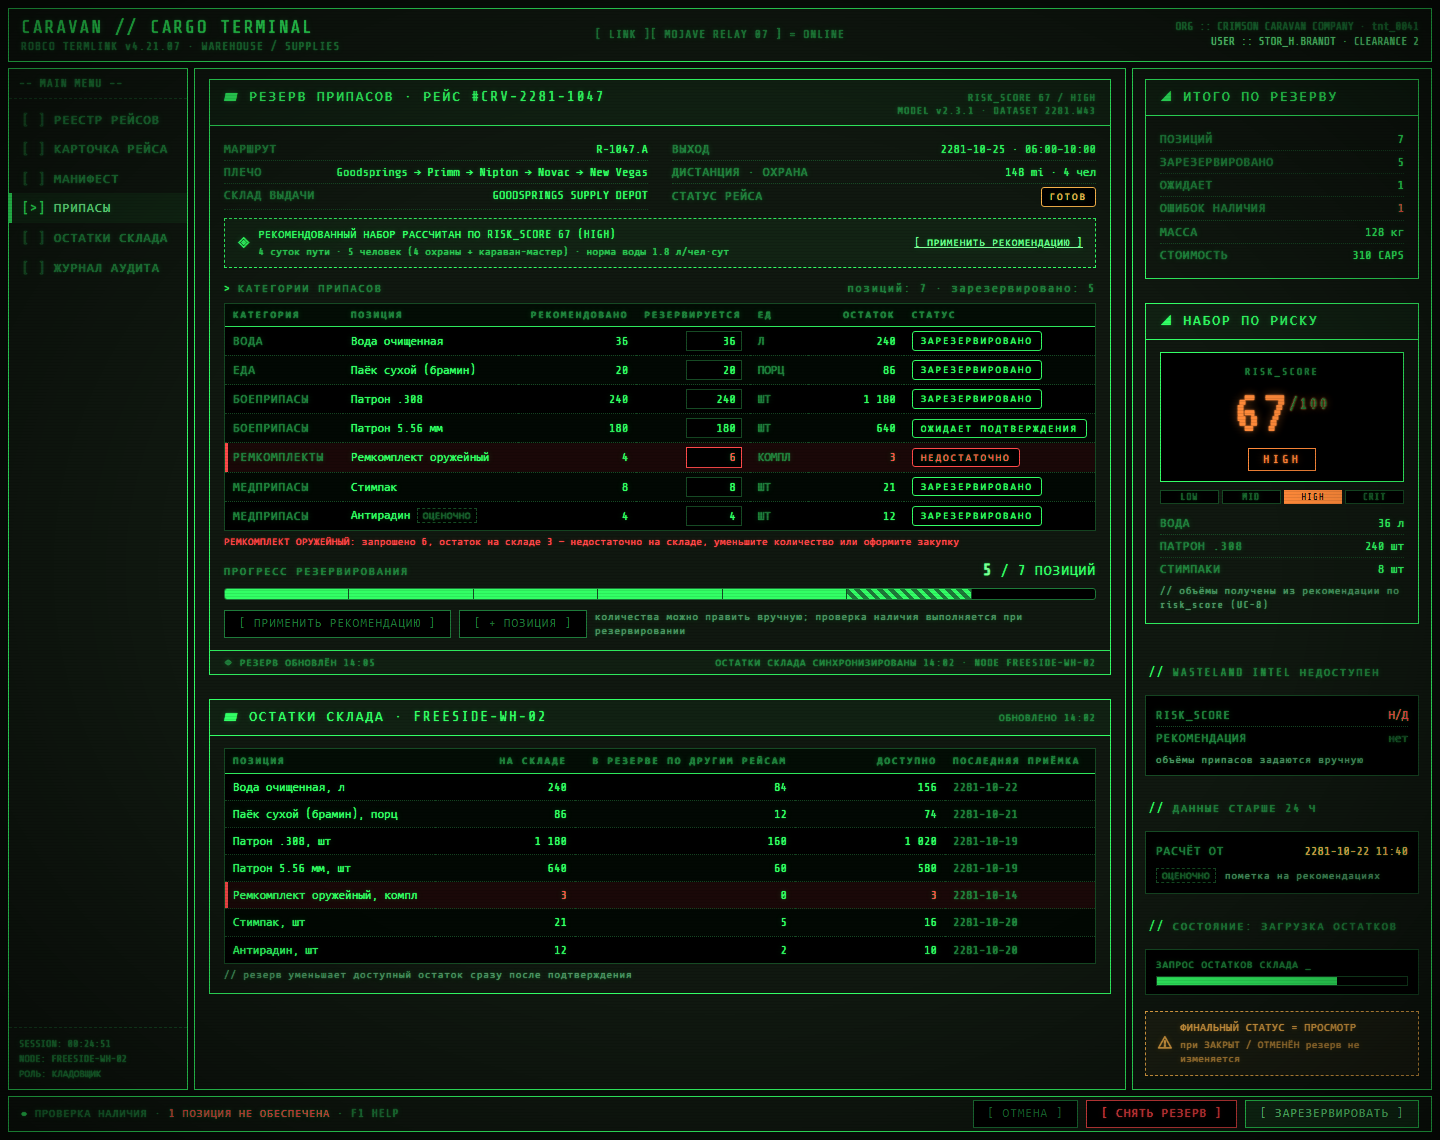 CARAVAN // CARGO TERMINAL
ROBCO TERMLINK v4.21.07 · WAREHOUSE / SUPPLIES
[ LINK ][ MOJAVE RELAY 07 ] = ONLINE
ORG :: CRIMSON CARAVAN COMPANY · tnt_0041
USER :: STOR_H.BRANDT · CLEARANCE 2
-- MAIN MENU --
[ ] РЕЕСТР РЕЙСОВ
[ ] КАРТОЧКА РЕЙСА
[ ] МАНИФЕСТ
[>] ПРИПАСЫ
[ ] ОСТАТКИ СКЛАДА
[ ] ЖУРНАЛ АУДИТА
SESSION: 00:24:51
NODE: FREESIDE-WH-02
РОЛЬ: КЛАДОВЩИК
РЕЗЕРВ ПРИПАСОВ · РЕЙС #CRV-2281-1047
RISK_SCORE 67 / HIGH
MODEL v2.3.1 · DATASET 2281.W43
МАРШРУТ R-1047.A
ВЫХОД 2281-10-25 · 06:00–10:00
ПЛЕЧО Goodsprings → Primm → Nipton → Novac → New Vegas
ДИСТАНЦИЯ · ОХРАНА 148 mi · 4 чел
СКЛАД ВЫДАЧИ GOODSPRINGS SUPPLY DEPOT
СТАТУС РЕЙСА ГОТОВ
РЕКОМЕНДОВАННЫЙ НАБОР РАССЧИТАН ПО RISK_SCORE 67 (HIGH)
4 суток пути · 5 человек (4 охраны + караван-мастер) · норма воды 1.8 л/чел·сут
[ ПРИМЕНИТЬ РЕКОМЕНДАЦИЮ ]
> КАТЕГОРИИ ПРИПАСОВ
позиций: 7 · зарезервировано: 5
КАТЕГОРИЯ ПОЗИЦИЯ РЕКОМЕНДОВАНО РЕЗЕРВИРУЕТСЯ ЕД ОСТАТОК СТАТУС
ВОДА Вода очищенная 36 36 Л 240 ЗАРЕЗЕРВИРОВАНО
ЕДА Паёк сухой (брамин) 20 20 ПОРЦ 86 ЗАРЕЗЕРВИРОВАНО
БОЕПРИПАСЫ Патрон .308 240 240 ШТ 1 180 ЗАРЕЗЕРВИРОВАНО
БОЕПРИПАСЫ Патрон 5.56 мм 180 180 ШТ 640 ОЖИДАЕТ ПОДТВЕРЖДЕНИЯ
РЕМКОМПЛЕКТЫ Ремкомплект оружейный 4 6 КОМПЛ 3 НЕДОСТАТОЧНО
МЕДПРИПАСЫ Стимпак 8 8 ШТ 21 ЗАРЕЗЕРВИРОВАНО
МЕДПРИПАСЫ Антирадин ОЦЕНОЧНО 4 4 ШТ 12 ЗАРЕЗЕРВИРОВАНО
РЕМКОМПЛЕКТ ОРУЖЕЙНЫЙ: запрошено 6, остаток на складе 3 — недостаточно на складе, уменьшите количество или оформите закупку
ПРОГРЕСС РЕЗЕРВИРОВАНИЯ
5 / 7 ПОЗИЦИЙ
[ ПРИМЕНИТЬ РЕКОМЕНДАЦИЮ ] [ + ПОЗИЦИЯ ]
количества можно править вручную; проверка наличия выполняется при
резервировании
РЕЗЕРВ ОБНОВЛЁН 14:05
ОСТАТКИ СКЛАДА СИНХРОНИЗИРОВАНЫ 14:02 · NODE FREESIDE-WH-02
ОСТАТКИ СКЛАДА · FREESIDE-WH-02
ОБНОВЛЕНО 14:02
ПОЗИЦИЯ НА СКЛАДЕ В РЕЗЕРВЕ ПО ДРУГИМ РЕЙСАМ ДОСТУПНО ПОСЛЕДНЯЯ ПРИЁМКА
Вода очищенная, л 240 84 156 2281-10-22
Паёк сухой (брамин), порц 86 12 74 2281-10-21
Патрон .308, шт 1 180 160 1 020 2281-10-19
Патрон 5.56 мм, шт 640 60 580 2281-10-19
Ремкомплект оружейный, компл 3 0 3 2281-10-14
Стимпак, шт 21 5 16 2281-10-20
Антирадин, шт 12 2 10 2281-10-20
// резерв уменьшает доступный остаток сразу после подтверждения
ИТОГО ПО РЕЗЕРВУ
ПОЗИЦИЙ 7
ЗАРЕЗЕРВИРОВАНО 5
ОЖИДАЕТ 1
ОШИБОК НАЛИЧИЯ 1
МАССА 128 кг
СТОИМОСТЬ 310 CAPS
НАБОР ПО РИСКУ
RISK_SCORE
67/100
HIGH
LOW MID HIGH CRIT
ВОДА 36 л
ПАТРОН .308 240 шт
СТИМПАКИ 8 шт
// объёмы получены из рекомендации по
risk_score (UC-8)
// WASTELAND INTEL НЕДОСТУПЕН
RISK_SCORE Н/Д
РЕКОМЕНДАЦИЯ нет
объёмы припасов задаются вручную
// ДАННЫЕ СТАРШЕ 24 Ч
РАСЧЁТ ОТ 2281-10-22 11:40
ОЦЕНОЧНО пометка на рекомендациях
// СОСТОЯНИЕ: ЗАГРУЗКА ОСТАТКОВ
ЗАПРОС ОСТАТКОВ СКЛАДА _
ФИНАЛЬНЫЙ СТАТУС = ПРОСМОТР
при ЗАКРЫТ / ОТМЕНЁН резерв не
изменяется
ПРОВЕРКА НАЛИЧИЯ · 1 ПОЗИЦИЯ НЕ ОБЕСПЕЧЕНА · F1 HELP
[ ОТМЕНА ] [ СНЯТЬ РЕЗЕРВ ] [ ЗАРЕЗЕРВИРОВАТЬ ]